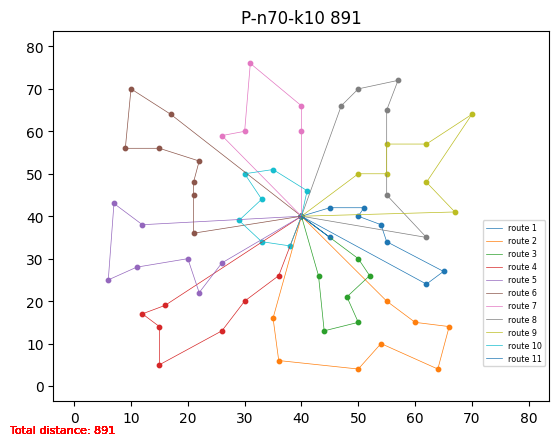 P-n70-k10 891
80
70
60
50
40
30
20
10
0
0 10 20 30 40 50 60 70 80
route 1
route 2
route 3
route 4
route 5
route 6
route 7
route 8
route 9
route 10
route 11
Total distance: 891